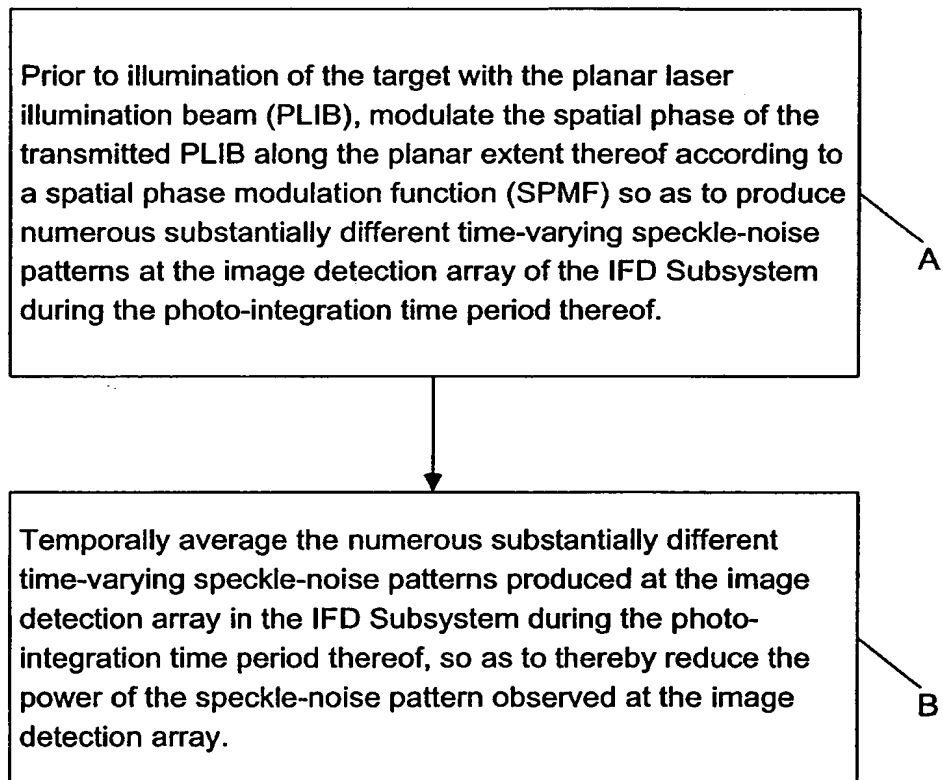 Prior to illumination of the target with the planar laser
illumination beam (PLIB), modulate the spatial phase of the
transmitted PLIB along the planar extent thereof according to
a spatial phase modulation function (SPMF) so as to produce
numerous substantially different time-varying speckle-noise
patterns at the image detection array of the IFD Subsystem
during the photo-integration time period thereof.
A
Temporally average the numerous substantially different
time-varying speckle-noise patterns produced at the image
detection array in the IFD Subsystem during the photo-
integration time period thereof, so as to thereby reduce the
power of the speckle-noise pattern observed at the image
detection array.
B